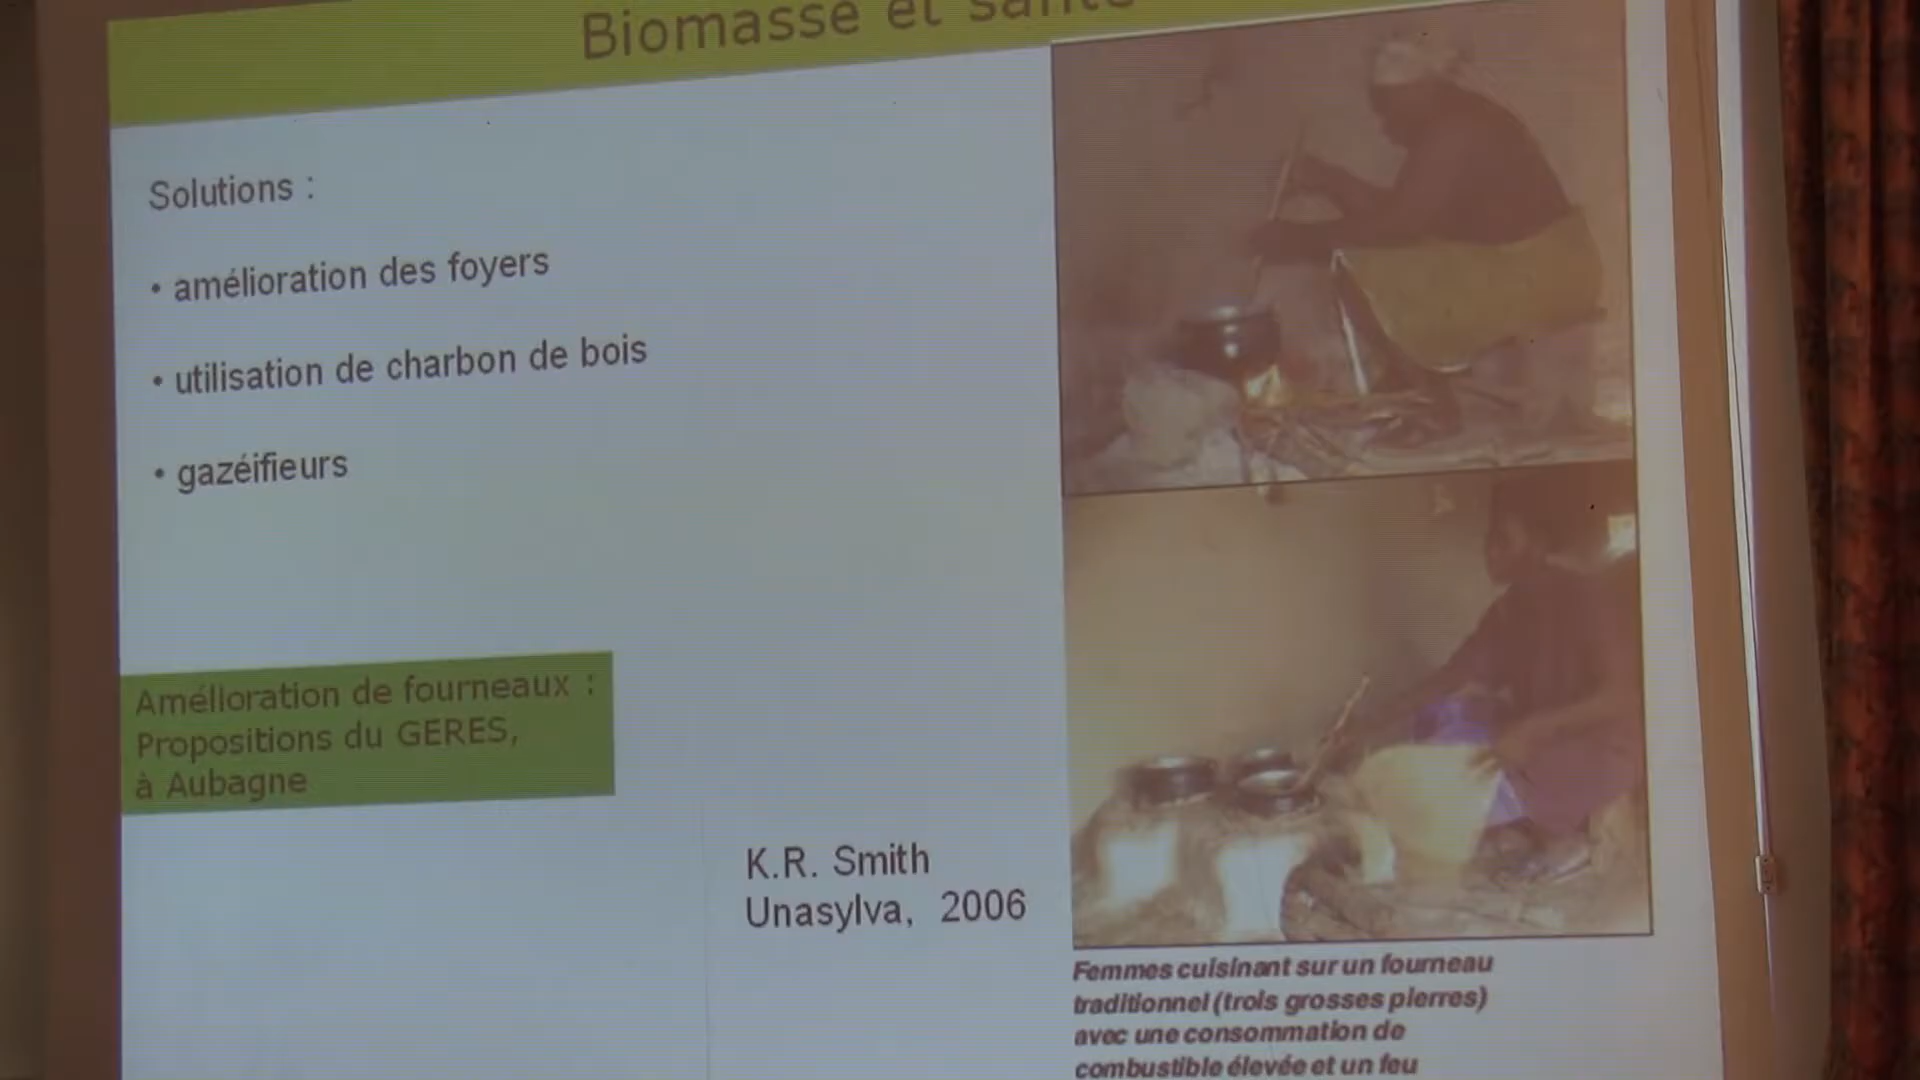 Biomasse et santé
Solutions :
• amélioration des foyers
• utilisation de charbon de bois
• gazéifieurs
Amélioration de fourneaux :
Propositions du GERES,
à Aubagne
K.R. Smith
Unasylva, 2006
Femmes cuisinant sur un fourneau
traditionnel (trois grosses pierres)
avec une consommation de
combustible élevée et un feu